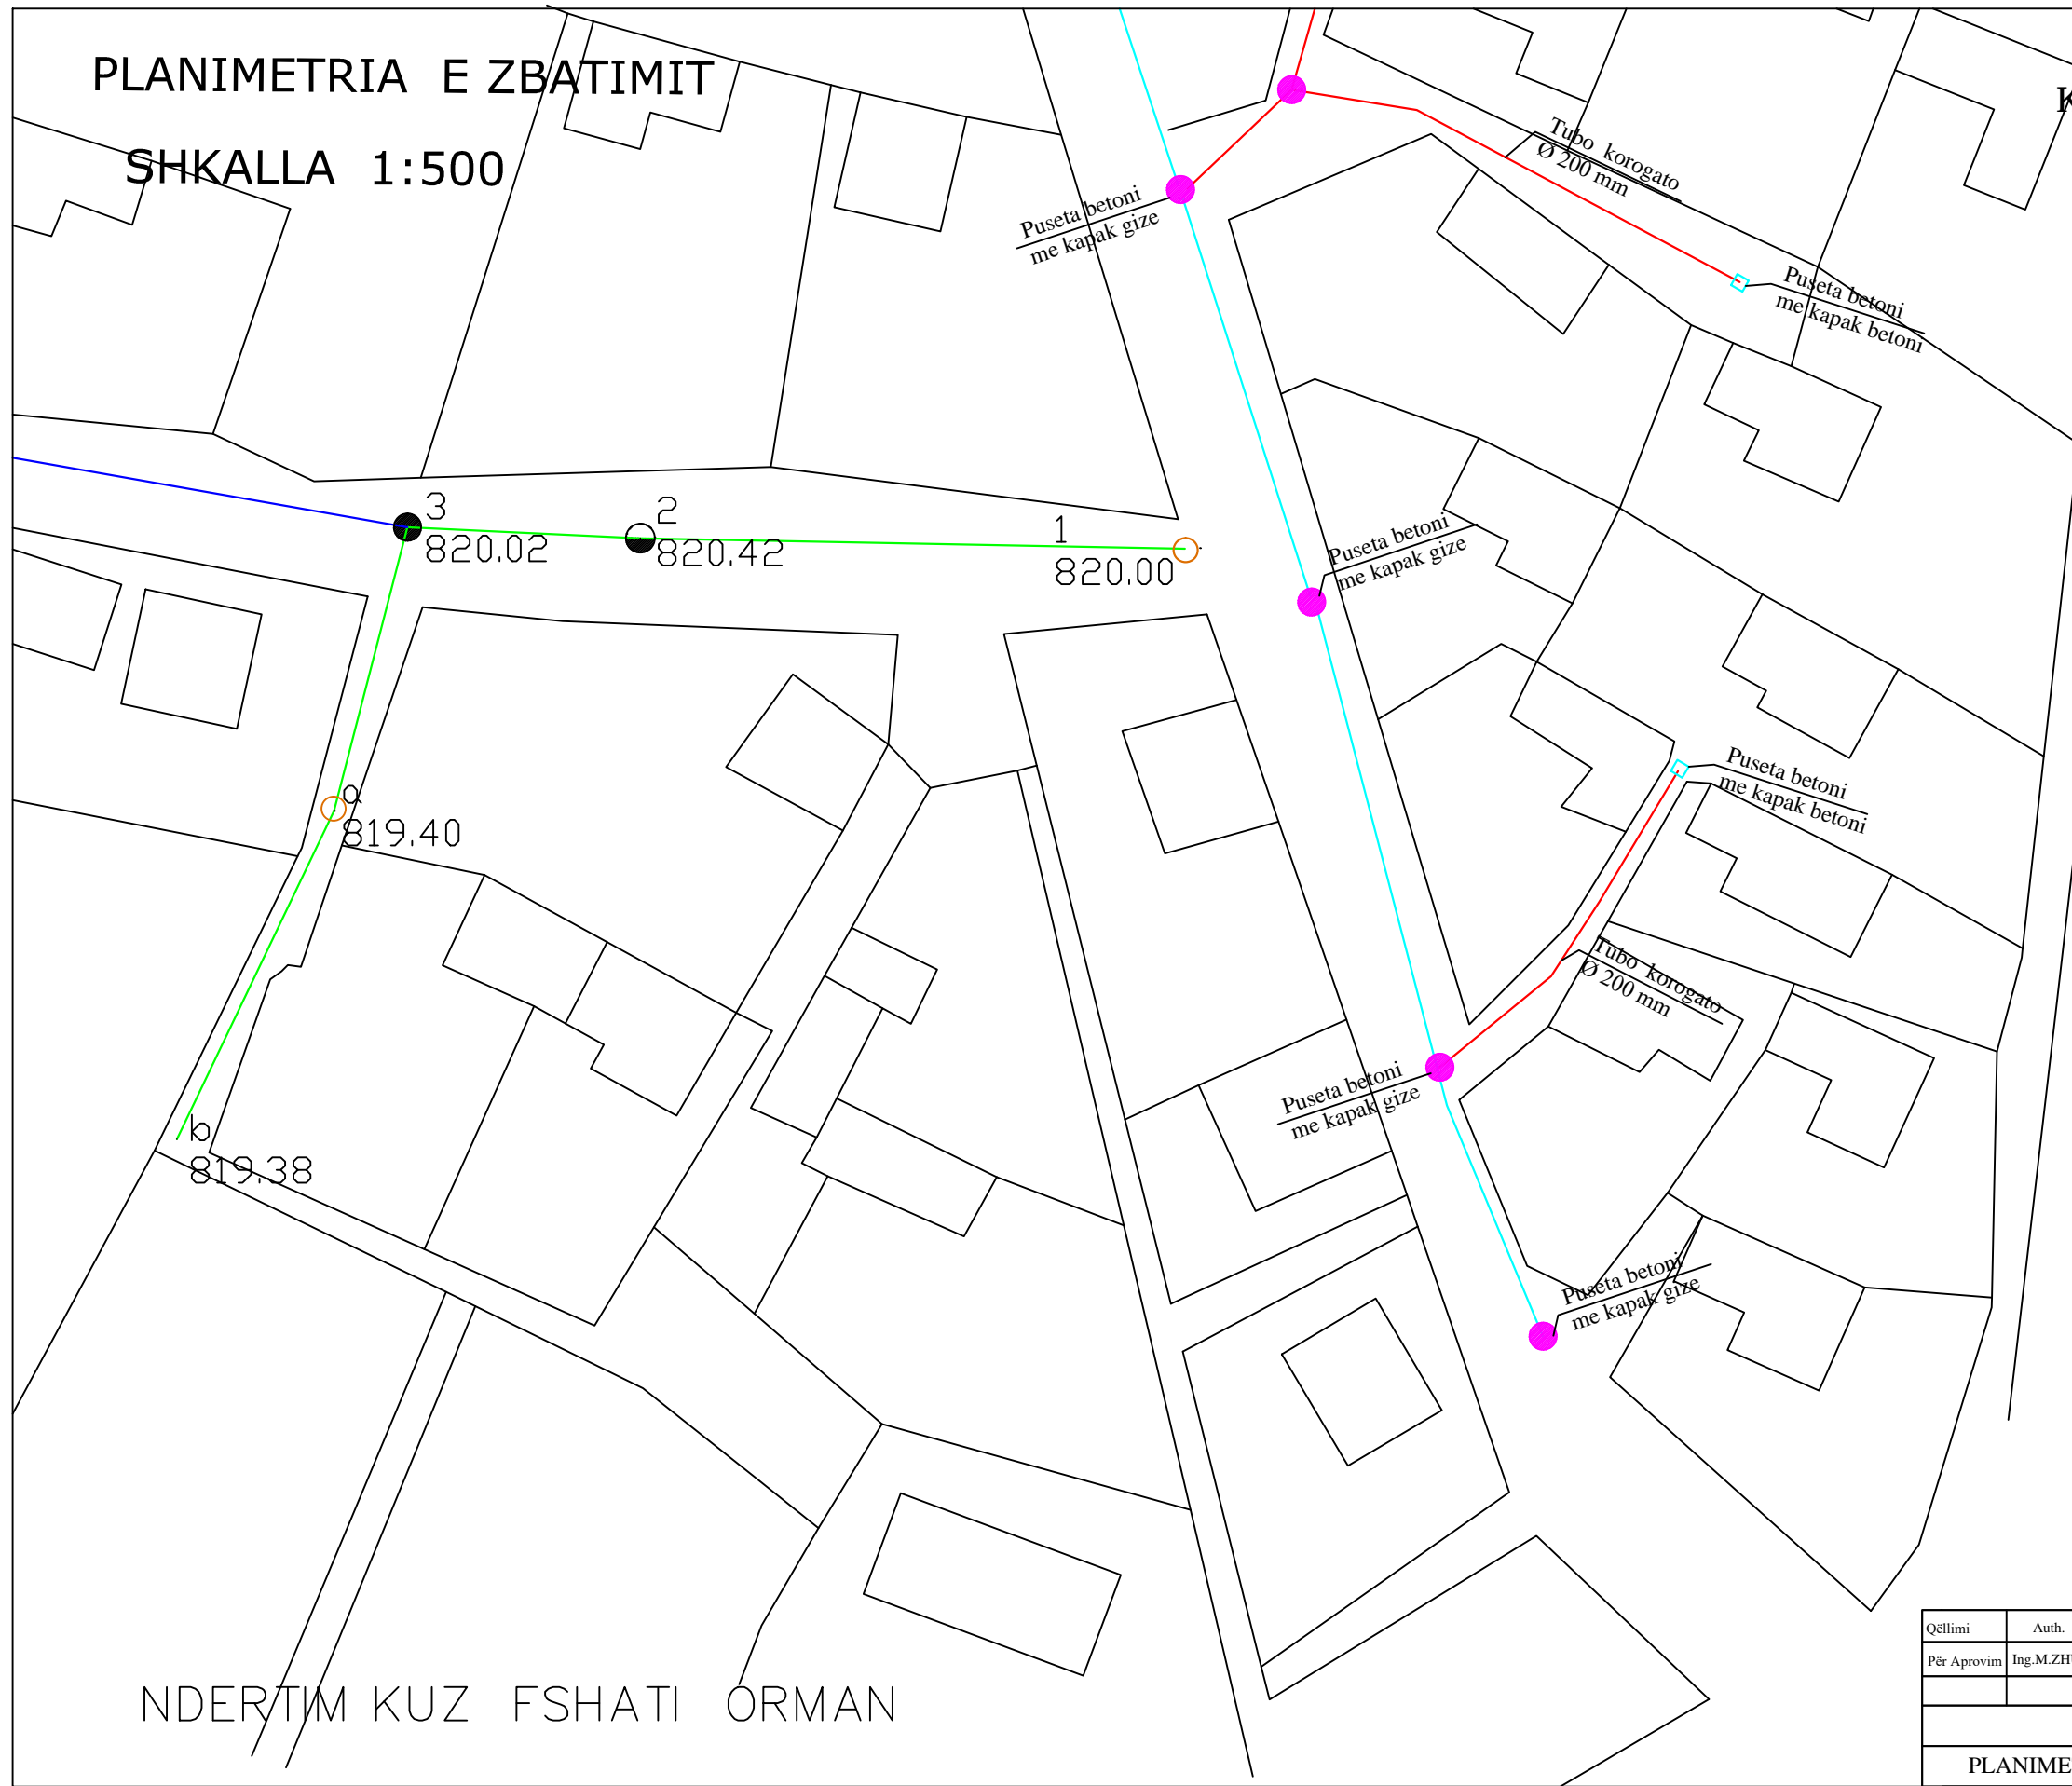 PLANIMETRIA E ZBATIMIT
SHKALLA 1:500
Tubo korogato
Ø 200 mm
Puseta betoni
me kapak gize
Puseta betoni
me kapak betoni
3
820.02
2
820.42
1
820.00
Puseta betoni
me kapak gize
a
819.40
Puseta betoni
me kapak betoni
Tubo korogato
Ø 200 mm
Puseta betoni
me kapak gize
b
819.38
Puseta betoni
me kapak gize
NDERTIM KUZ FSHATI ORMAN
Qëllimi Auth.
Për Aprovim Ing.M.ZH
PLANIME